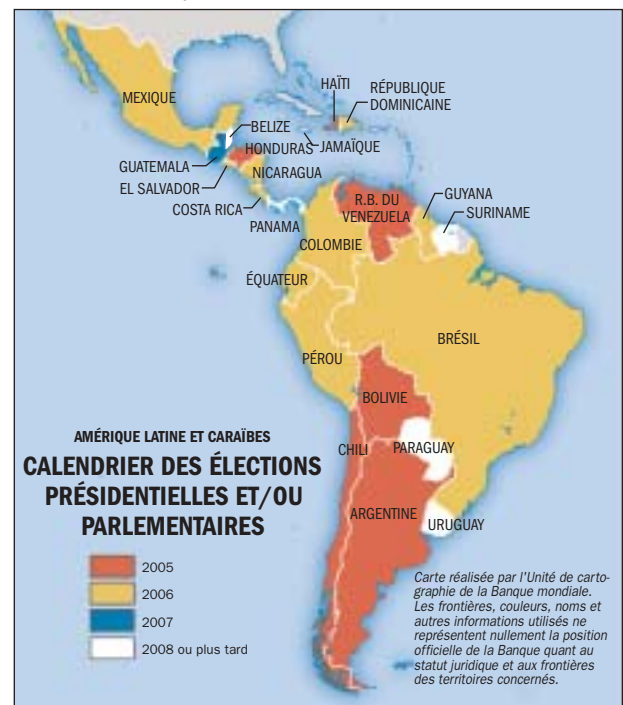 MEXIQUE
HAÏTI
RÉPUBLIQUE
DOMINICAINE
BELIZE
HONDURAS
JAMAÏQUE
GUATEMALA
NICARAGUA
EL SALVADOR
COSTA RICA
PANAMA
R.B. DU
VENEZUELA
GUYANA
SURINAME
COLOMBIE
ÉQUATEUR
BRÉSIL
PÉROU
BOLIVIE
CHILI
PARAGUAY
ARGENTINE
URUGUAY
AMÉRIQUE LATINE ET CARAÏBES
CALENDRIER DES ÉLECTIONS
PRÉSIDENTIELLES ET/OU
PARLEMENTAIRES
2005
2006
2007
2008 ou plus tard
Carte réalisée par l'Unité de carto-
graphie de la Banque mondiale.
Les frontières, couleurs, noms et
autres informations utilisés ne
représentent nullement la position
officielle de la Banque quant au
statut juridique et aux frontières
des territoires concernés.